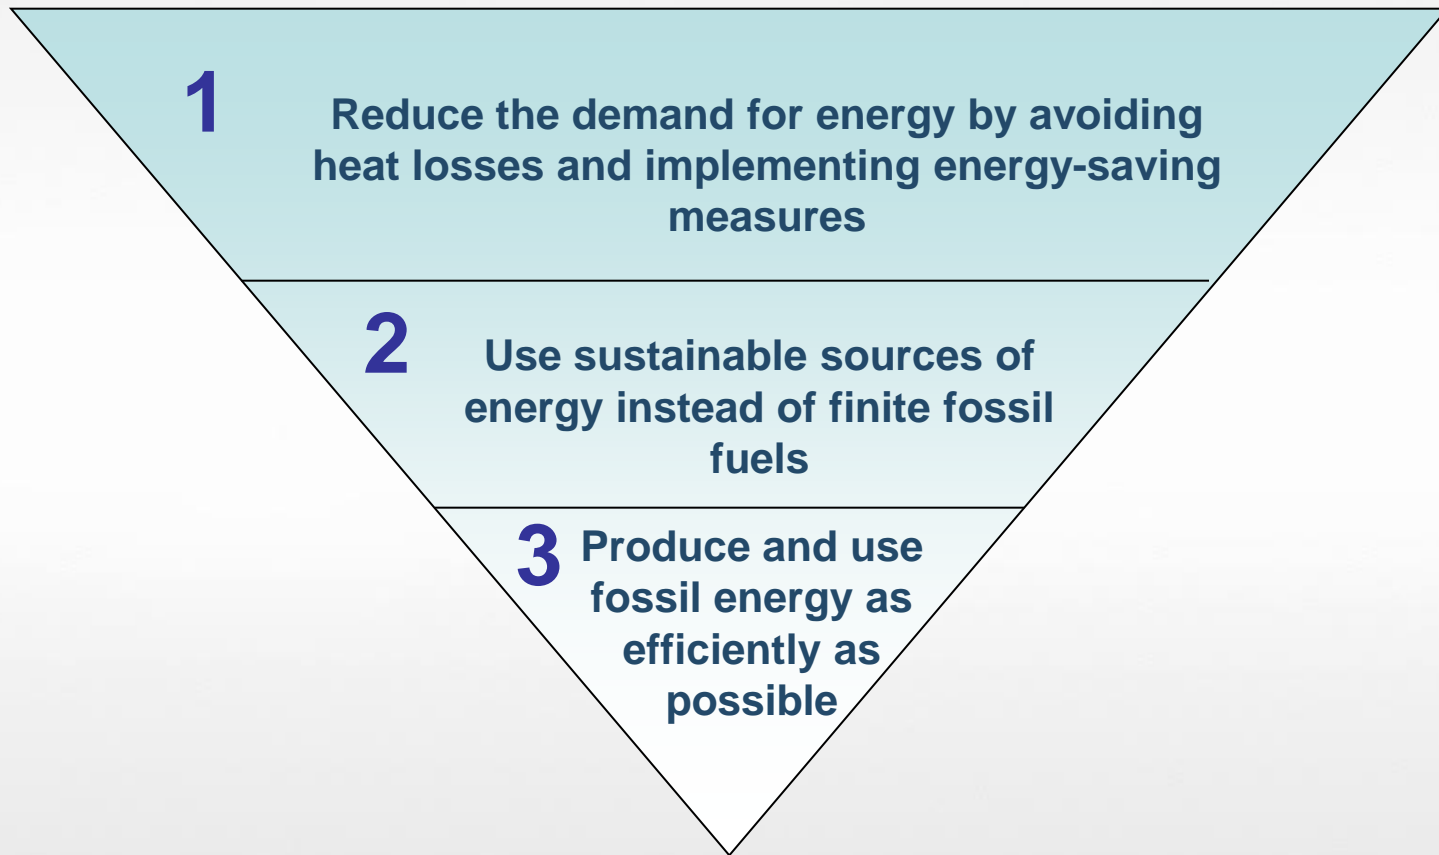 1
Reduce the demand for energy by avoiding
heat losses and implementing energy-saving
measures
2
Use sustainable sources of
energy instead of finite fossil
fuels
3
Produce and use
fossil energy as
efficiently as
possible